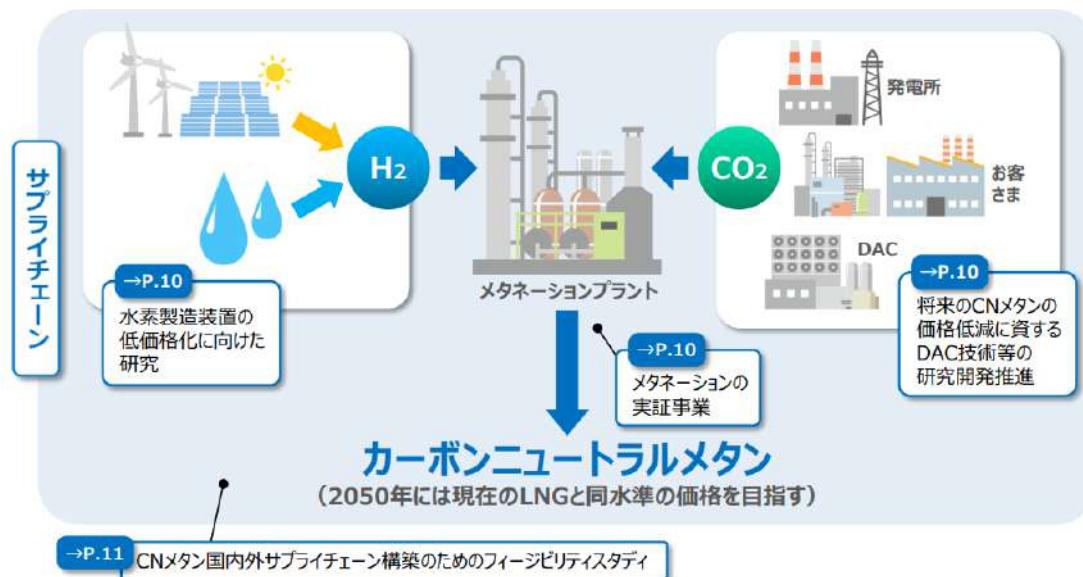 サプライチェーン
H2
CO2
発電所
お客
さま
DAC
メタネーションプラント
→P.10
水素製造装置の
低価格化に向けた
研究
→P.10
メタネーションの
実証事業
→P.10
将来のCNメタンの
価格低減に資する
DAC技術等の
研究開発推進
カーボンニュートラルメタン
（2050年には現在のLNGと同水準の価格を目指す）
→P.11
CNメタン国内外サプライチェーン構築のためのフィージビリティスタディ